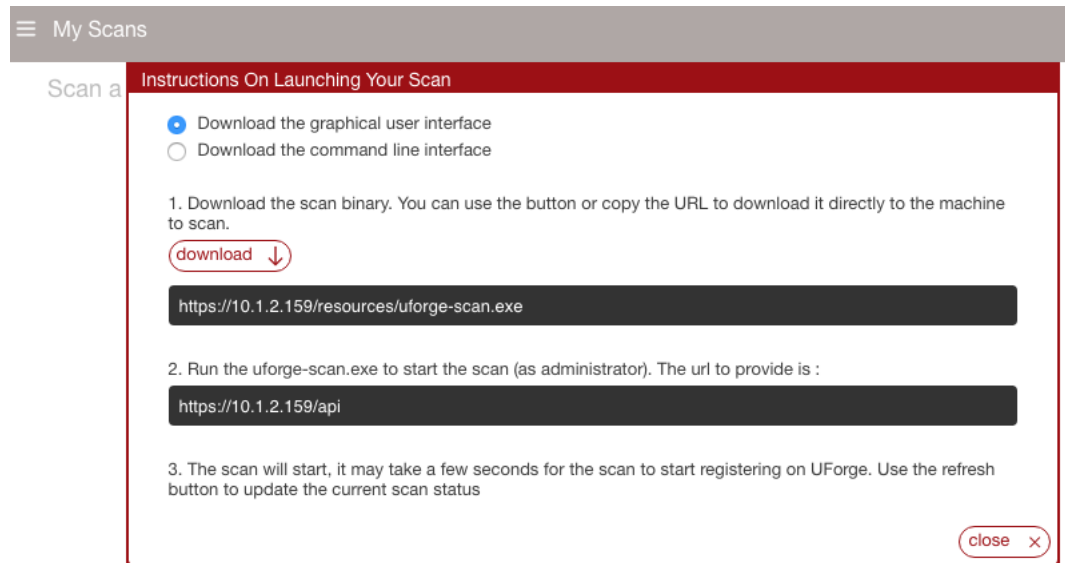 My Scans
Scan a
Instructions On Launching Your Scan
Download the graphical user interface
Download the command line interface
1. Download the scan binary. You can use the button or copy the URL to download it directly to the machine
to scan.
download
https://10.1.2.159/resources/uforge-scan.exe
2. Run the uforge-scan.exe to start the scan (as administrator). The url to provide is :
https://10.1.2.159/api
3. The scan will start, it may take a few seconds for the scan to start registering on UForge. Use the refresh
button to update the current scan status
close